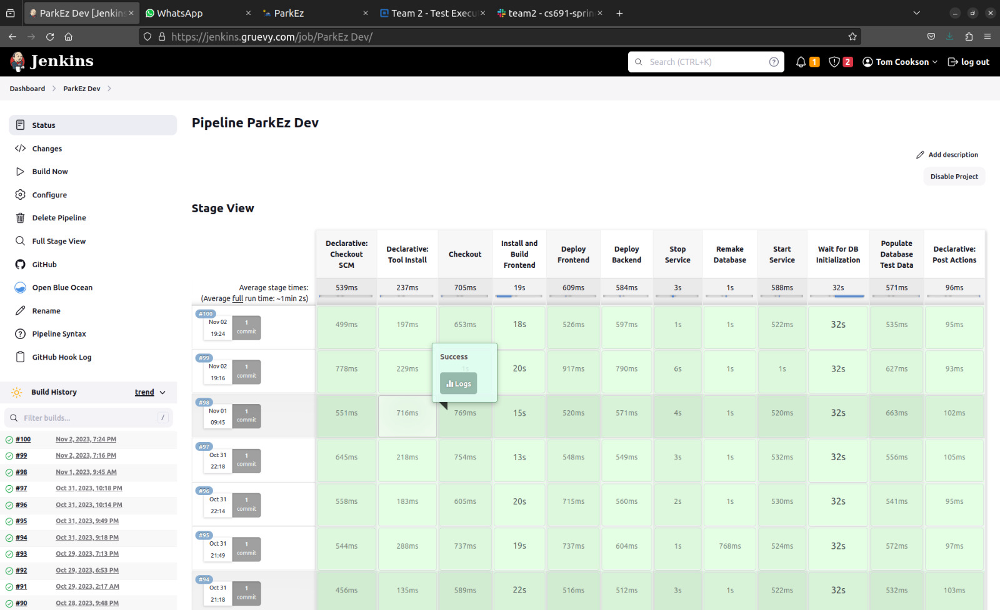 ParkEz Dev [Jenkins
WhatsApp
ParkEz
Team 2 - Test Execu
team2 - cs691-sprin
https://jenkins.gruevy.com/job/ParkEz Dev/
Jenkins
Search (CTRL+K)
1
2
Tom Cookson
log out
Dashboard
ParkEz Dev
Status
Changes
Build Now
Configure
Delete Pipeline
Full Stage View
GitHub
Open Blue Ocean
Rename
Pipeline Syntax
GitHub Hook Log
Build History
trend
Filter builds...
/
#100 Nov 2, 2023, 7:24 PM
#99 Nov 2, 2023, 7:16 PM
#98 Nov 1, 2023, 9:45 AM
#97 Oct 31, 2023, 10:18 PM
#96 Oct 31, 2023, 10:14 PM
#95 Oct 31, 2023, 9:49 PM
#94 Oct 31, 2023, 9:18 PM
#93 Oct 29, 2023, 7:13 PM
#92 Oct 29, 2023, 6:53 PM
#91 Oct 29, 2023, 2:17 AM
#90 Oct 28, 2023, 9:48 PM
Pipeline ParkEz Dev
Add description
Disable Project
Stage View
Declarative: Checkout SCM
Declarative: Tool Install
Checkout
Install and Build Frontend
Deploy Frontend
Deploy Backend
Stop Service
Remake Database
Start Service
Wait for DB Initialization
Populate Database Test Data
Declarative: Post Actions
Average stage times:
(Average full run time: ~1min 2s)
539ms 237ms 705ms 19s 609ms 584ms 3s 1s 588ms 32s 571ms 96ms
#100
Nov 02 19:24
1 commit
499ms 197ms 653ms 18s 526ms 597ms 1s 1s 522ms 32s 535ms 95ms
#99
Nov 02 19:16
1 commit
778ms 229ms 1s 20s 917ms 790ms 6s 1s 1s 32s 627ms 93ms
Success
Logs
#98
Nov 01 09:45
1 commit
551ms 716ms 769ms 15s 520ms 571ms 4s 1s 520ms 32s 663ms 102ms
#97
Oct 31 22:18
1 commit
645ms 218ms 754ms 13s 548ms 549ms 3s 1s 532ms 32s 556ms 105ms
#96
Oct 31 22:14
1 commit
558ms 183ms 605ms 20s 715ms 560ms 2s 1s 530ms 32s 541ms 95ms
#95
Oct 31 21:49
1 commit
544ms 288ms 737ms 19s 737ms 604ms 1s 768ms 524ms 32s 572ms 97ms
#94
Oct 31 21:18
1 commit
456ms 135ms 589ms 22s 516ms 512ms 3s 1s 522ms 32s 532ms 103ms